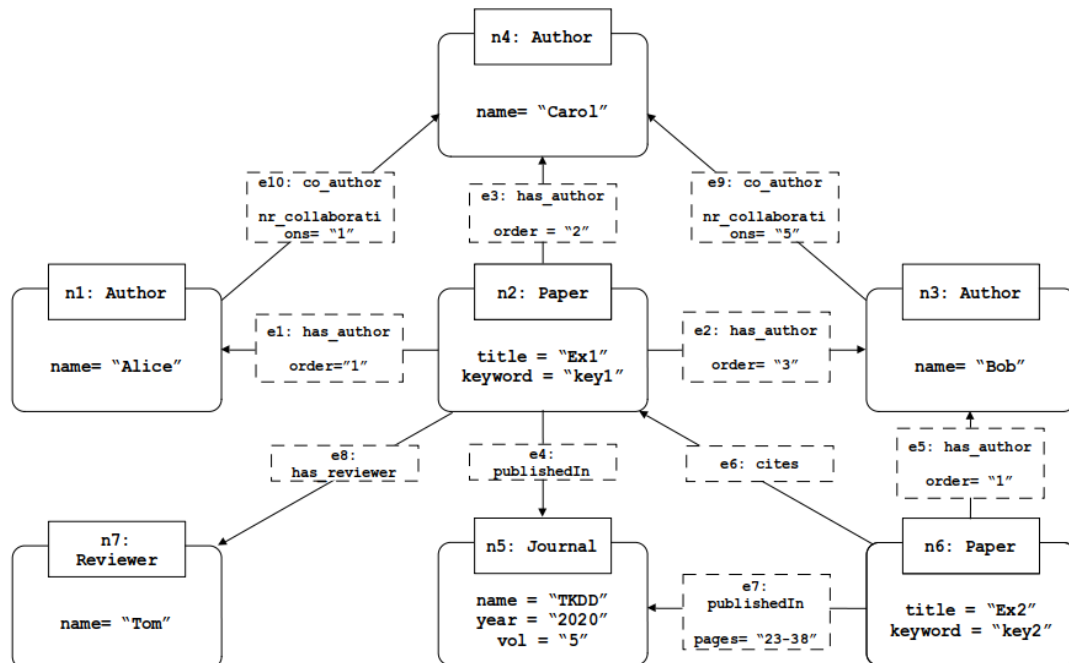 n4: Author
name= “Carol”
e10: co_author
nr_collaborati
ons= “1”
e3: has_author
order = “2”
e9: co_author
nr_collaborati
ons= “5”
n1: Author
name= “Alice”
e1: has_author
order=”1”
n2: Paper
title = “Ex1”
keyword = “key1”
e2: has_author
order= “3”
n3: Author
name= “Bob”
e8:
has_reviewer
e4:
publishedIn
e6: cites
e5: has_author
order= “1”
n7:
Reviewer
name= “Tom”
n5: Journal
name = “TKDD”
year = “2020”
vol = “5”
e7:
publishedIn
pages= “23-38”
n6: Paper
title = “Ex2”
keyword = “key2”